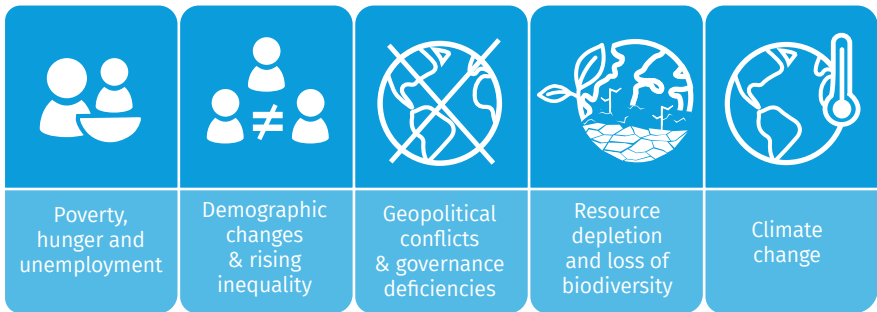 Poverty,
hunger and
unemployment
Demographic
changes
& rising
inequality
Geopolitical
conflicts
& governance
deficiencies
Resource
depletion
and loss of
biodiversity
Climate
change